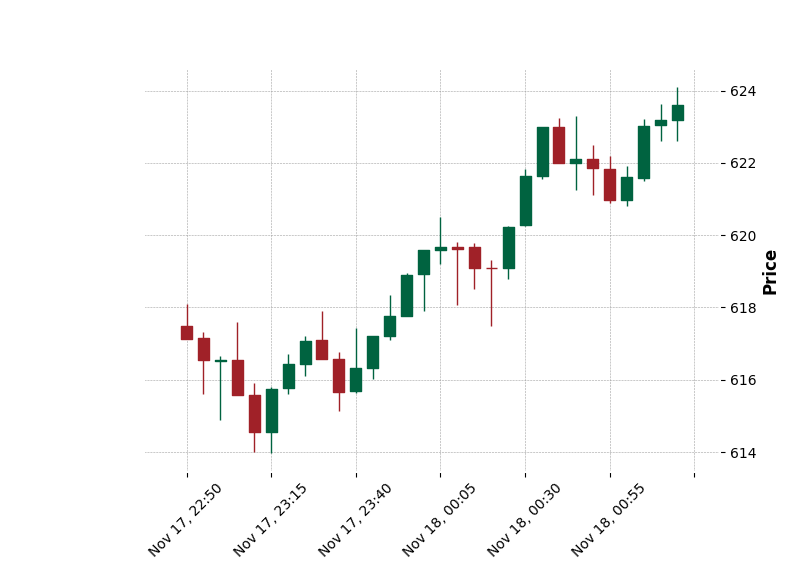 624
622
620
618
616
614
Price
Nov 17, 22:50
Nov 17, 23:15
Nov 17, 23:40
Nov 18, 00:05
Nov 18, 00:30
Nov 18, 00:55